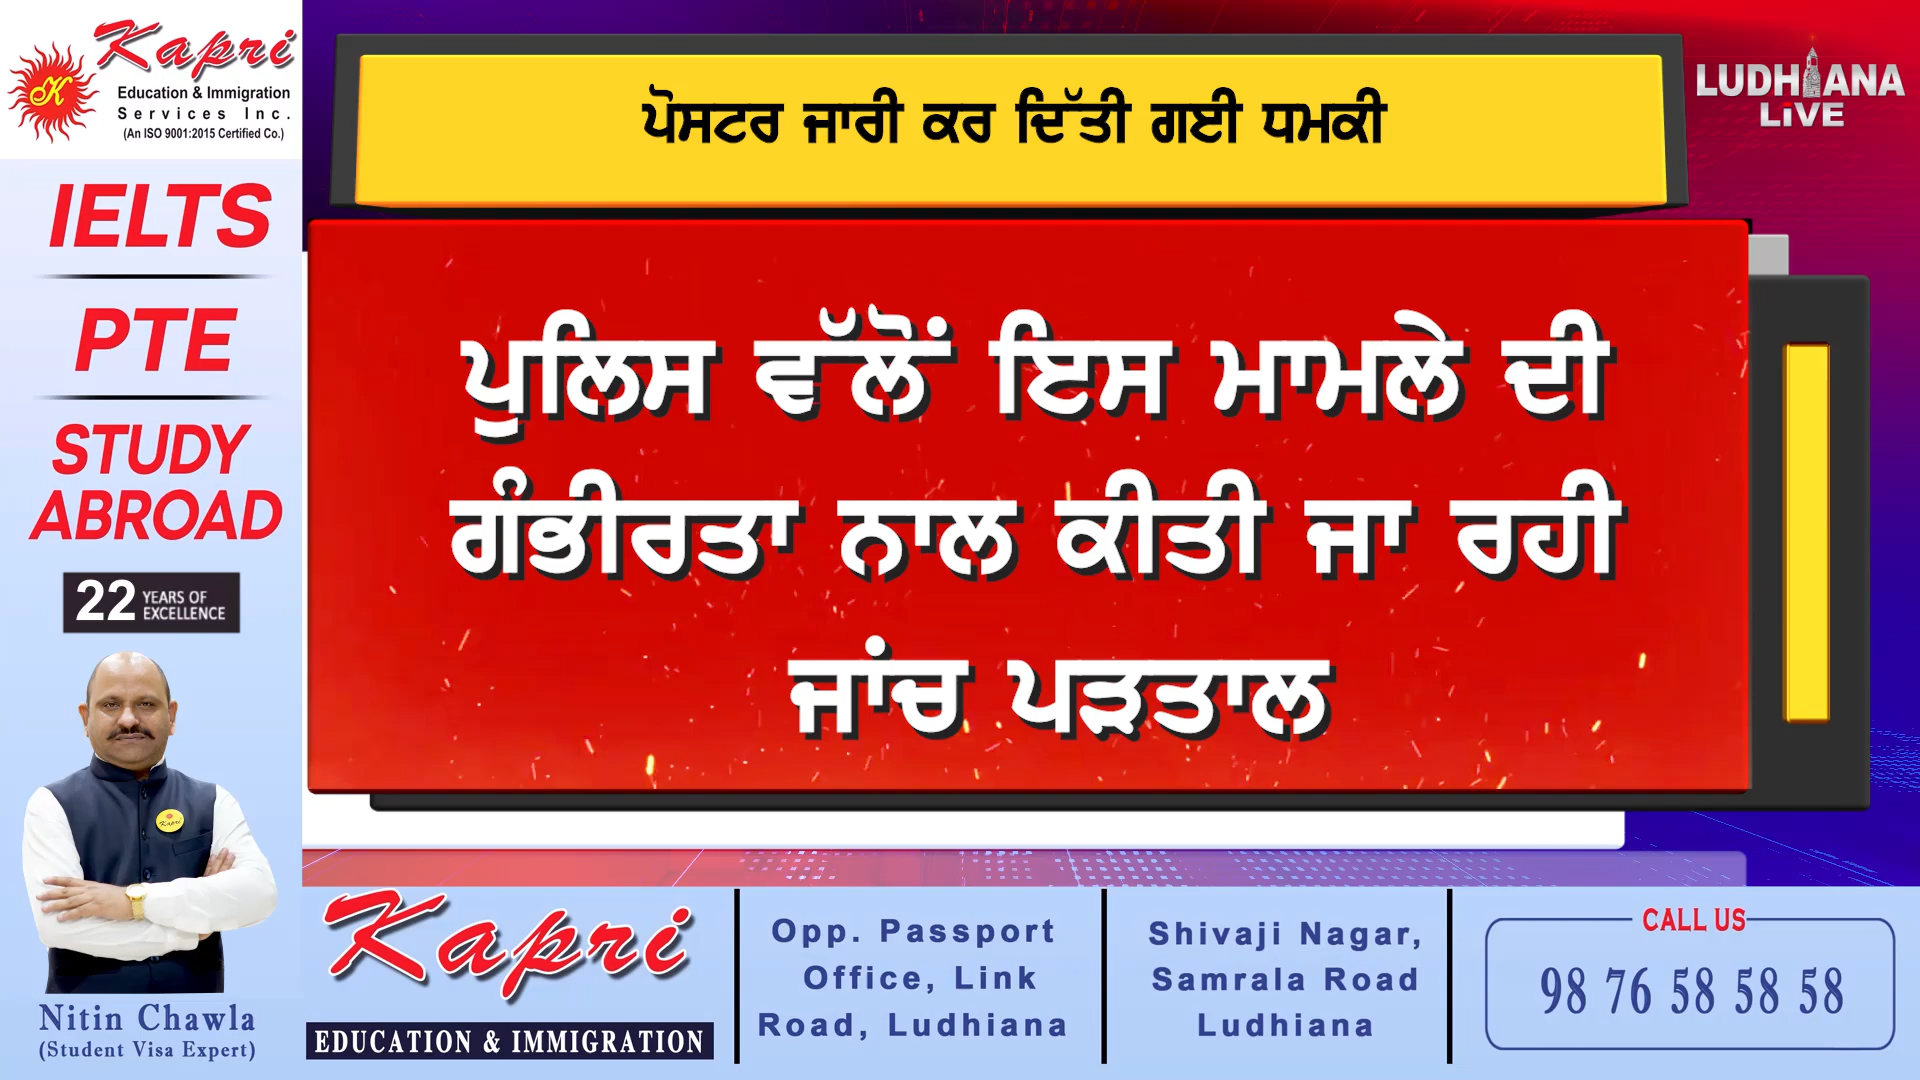 Kapri
K
Education & Immigration
Services Inc.
(An ISO 9001:2015 Certified Co.)
IELTS
PTE
STUDY
ABROAD
22 YEARS OF
EXCELLENCE
Kapri
Nitin Chawla
(Student Visa Expert)
ਪੋਸਟਰ ਜਾਰੀ ਕਰ ਦਿੱਤੀ ਗਈ ਧਮਕੀ
LUDHIANA
LiVE
ਪੁਲਿਸ ਵੱਲੋਂ ਇਸ ਮਾਮਲੇ ਦੀ
ਗੰਭੀਰਤਾ ਨਾਲ ਕੀਤੀ ਜਾ ਰਹੀ
ਜਾਂਚ ਪੜਤਾਲ
Kapri
EDUCATION & IMMIGRATION
Opp. Passport
Office, Link
Road, Ludhiana
Shivaji Nagar,
Samrala Road
Ludhiana
CALL US
98 76 58 58 58